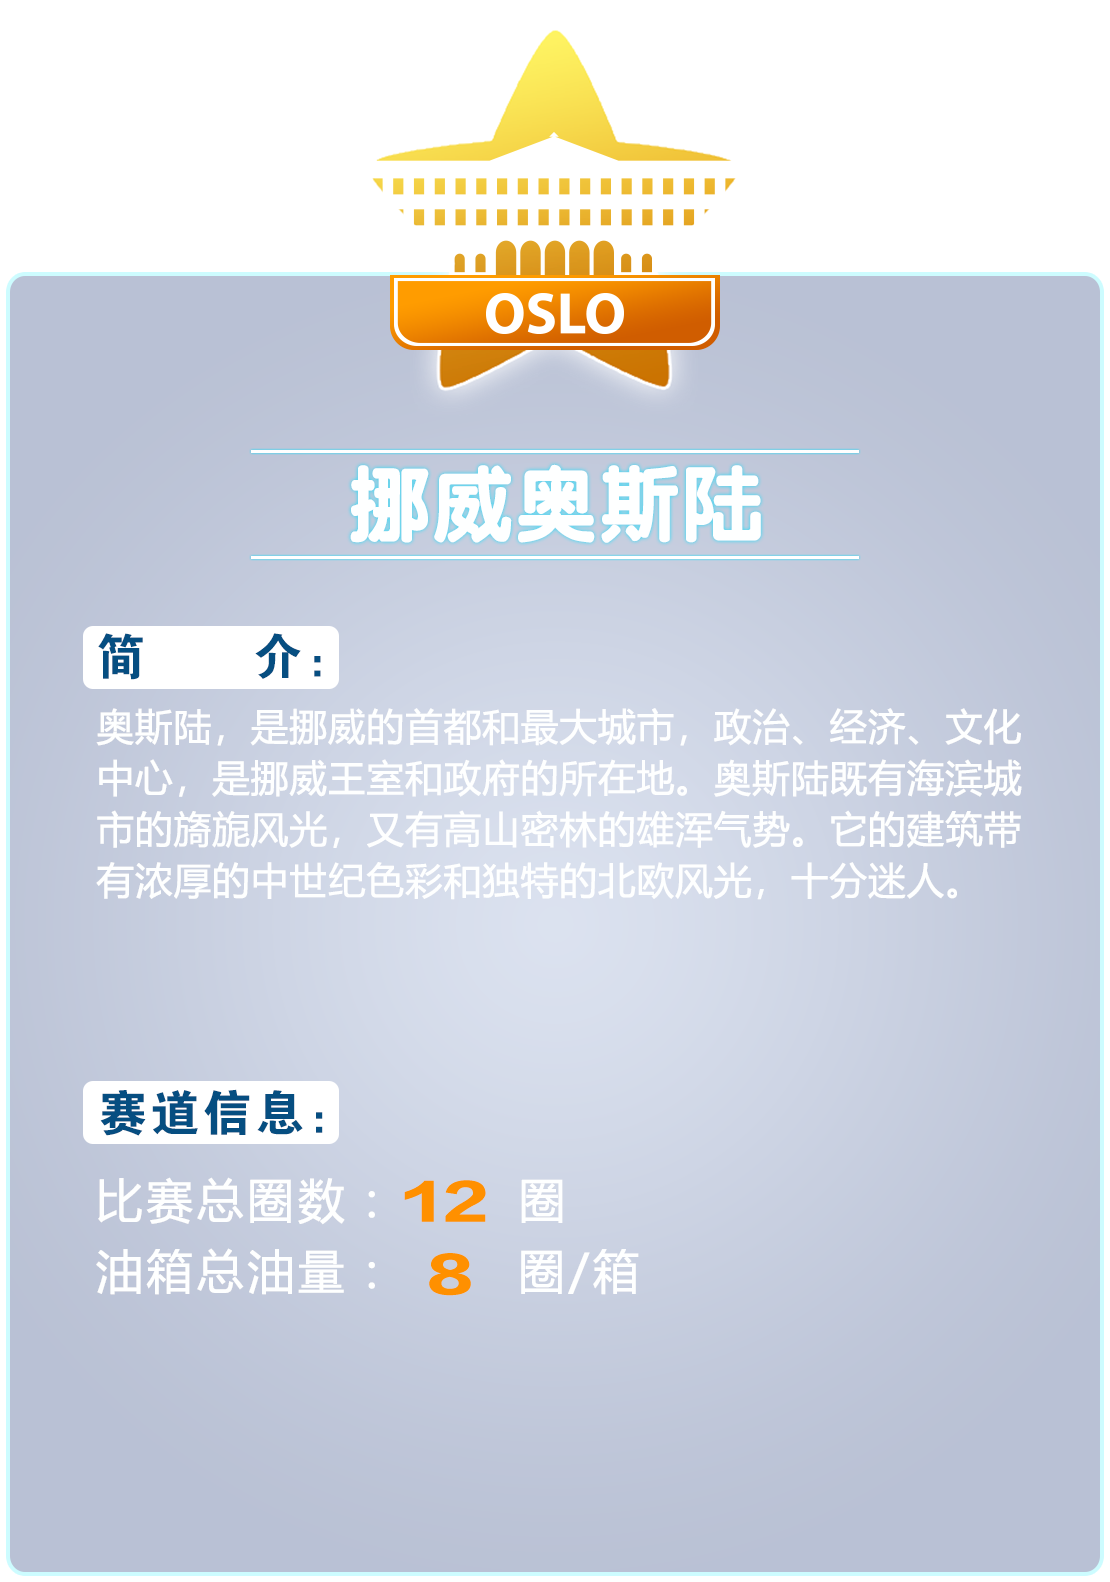 OSLO
挪威奥斯陆
简 介：
奥斯陆，是挪威的首都和最大城市，政治、经济、文化
中心，是挪威王室和政府的所在地。奥斯陆既有海滨城
市的旖旎风光，又有高山密林的雄浑气势。它的建筑带
有浓厚的中世纪色彩和独特的北欧风光，十分迷人。
赛道信息：
比赛总圈数：12 圈
油箱总油量： 8 圈/箱